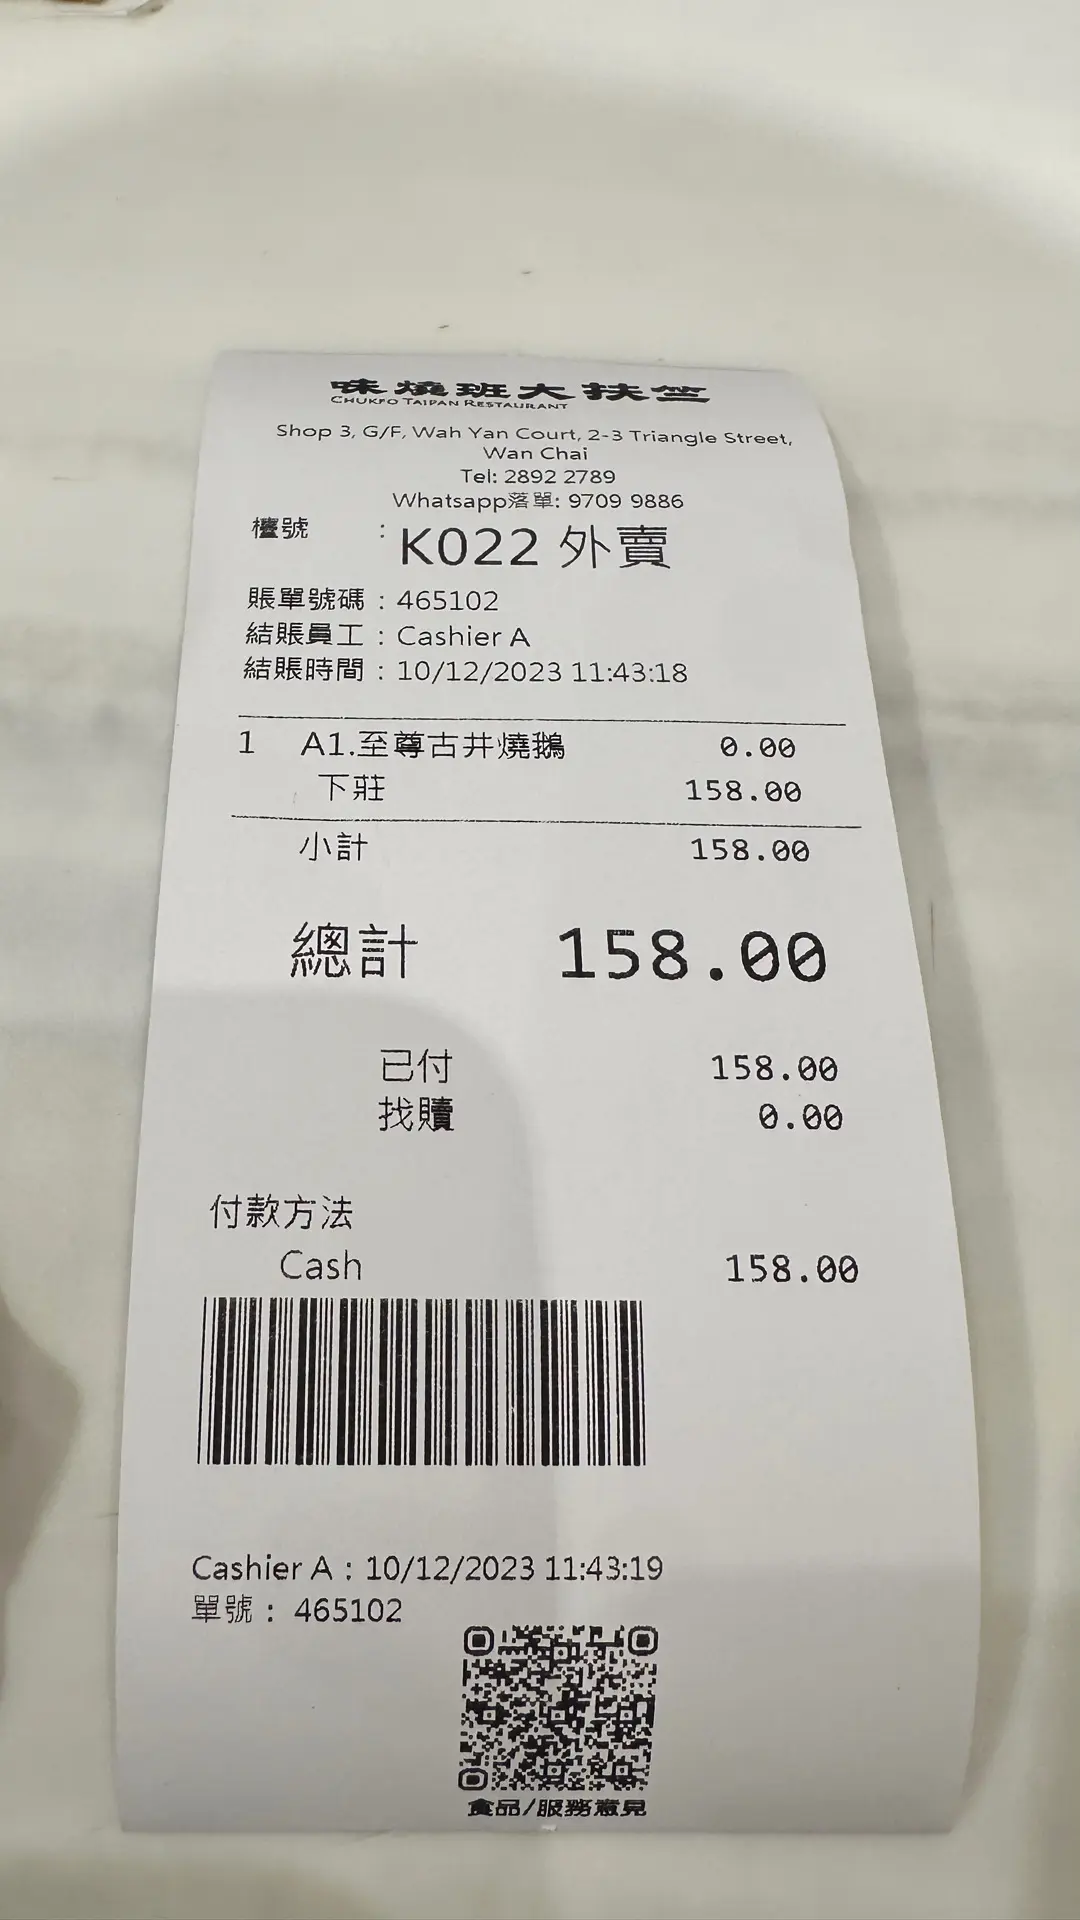 味燒班大扶竺
CHUKFO TAIPAN RESTAURANT
Shop 3, G/F, Wah Yan Court, 2-3 Triangle Street,
Wan Chai
Tel: 2892 2789
Whatsapp落單: 9709 9886
檯號 : K022 外賣
賬單號碼 : 465102
結賬員工 : Cashier A
結賬時間 : 10/12/2023 11:43:18
1 A1.至尊古井燒鵝 0.00
下莊 158.00
小計 158.00
總計 158.00
已付 158.00
找贖 0.00
付款方法
Cash 158.00
Cashier A : 10/12/2023 11:43:19
單號 : 465102
食品/服務意見